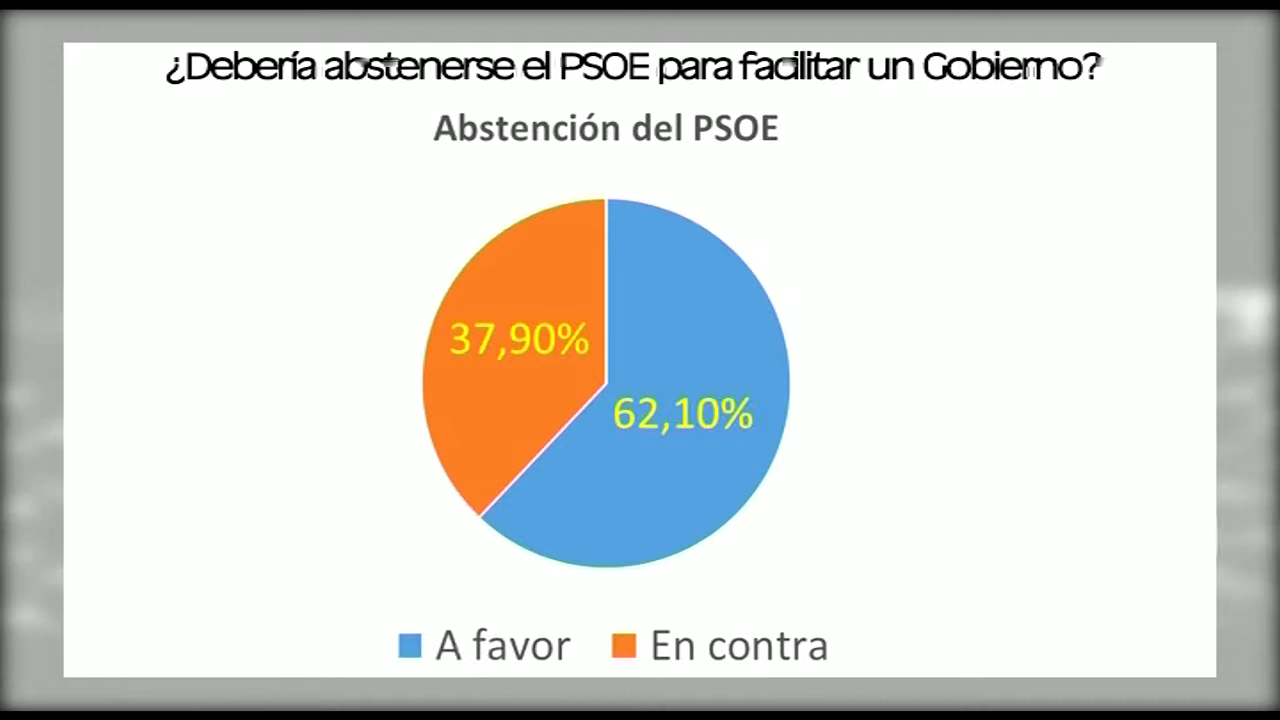 ¿Debería abstenerse el PSOE para facilitar un Gobierno?
Abstención del PSOE
37,90%
62,10%
A favor En contra